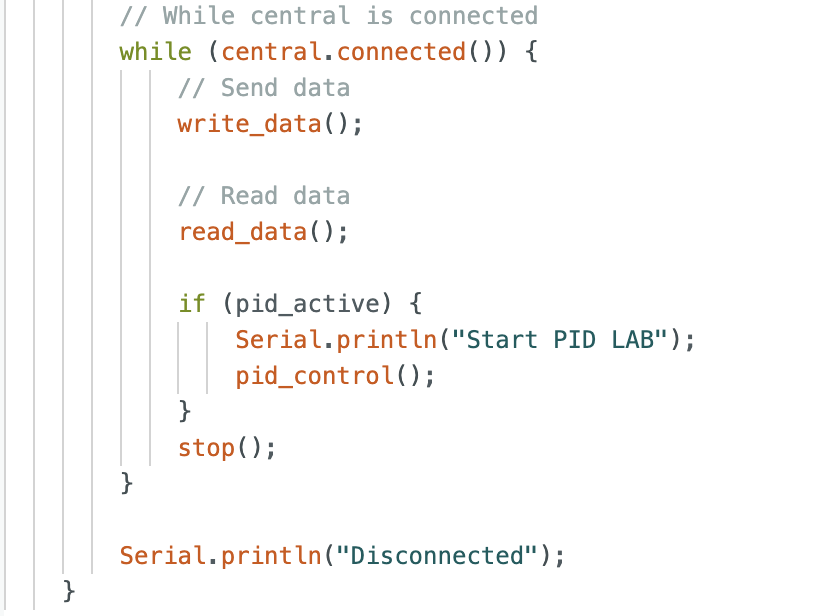 // While central is connected
while (central.connected()) {
// Send data
write_data();
// Read data
read_data();
if (pid_active) {
Serial.println("Start PID LAB");
pid_control();
}
stop();
}
Serial.println("Disconnected");
}